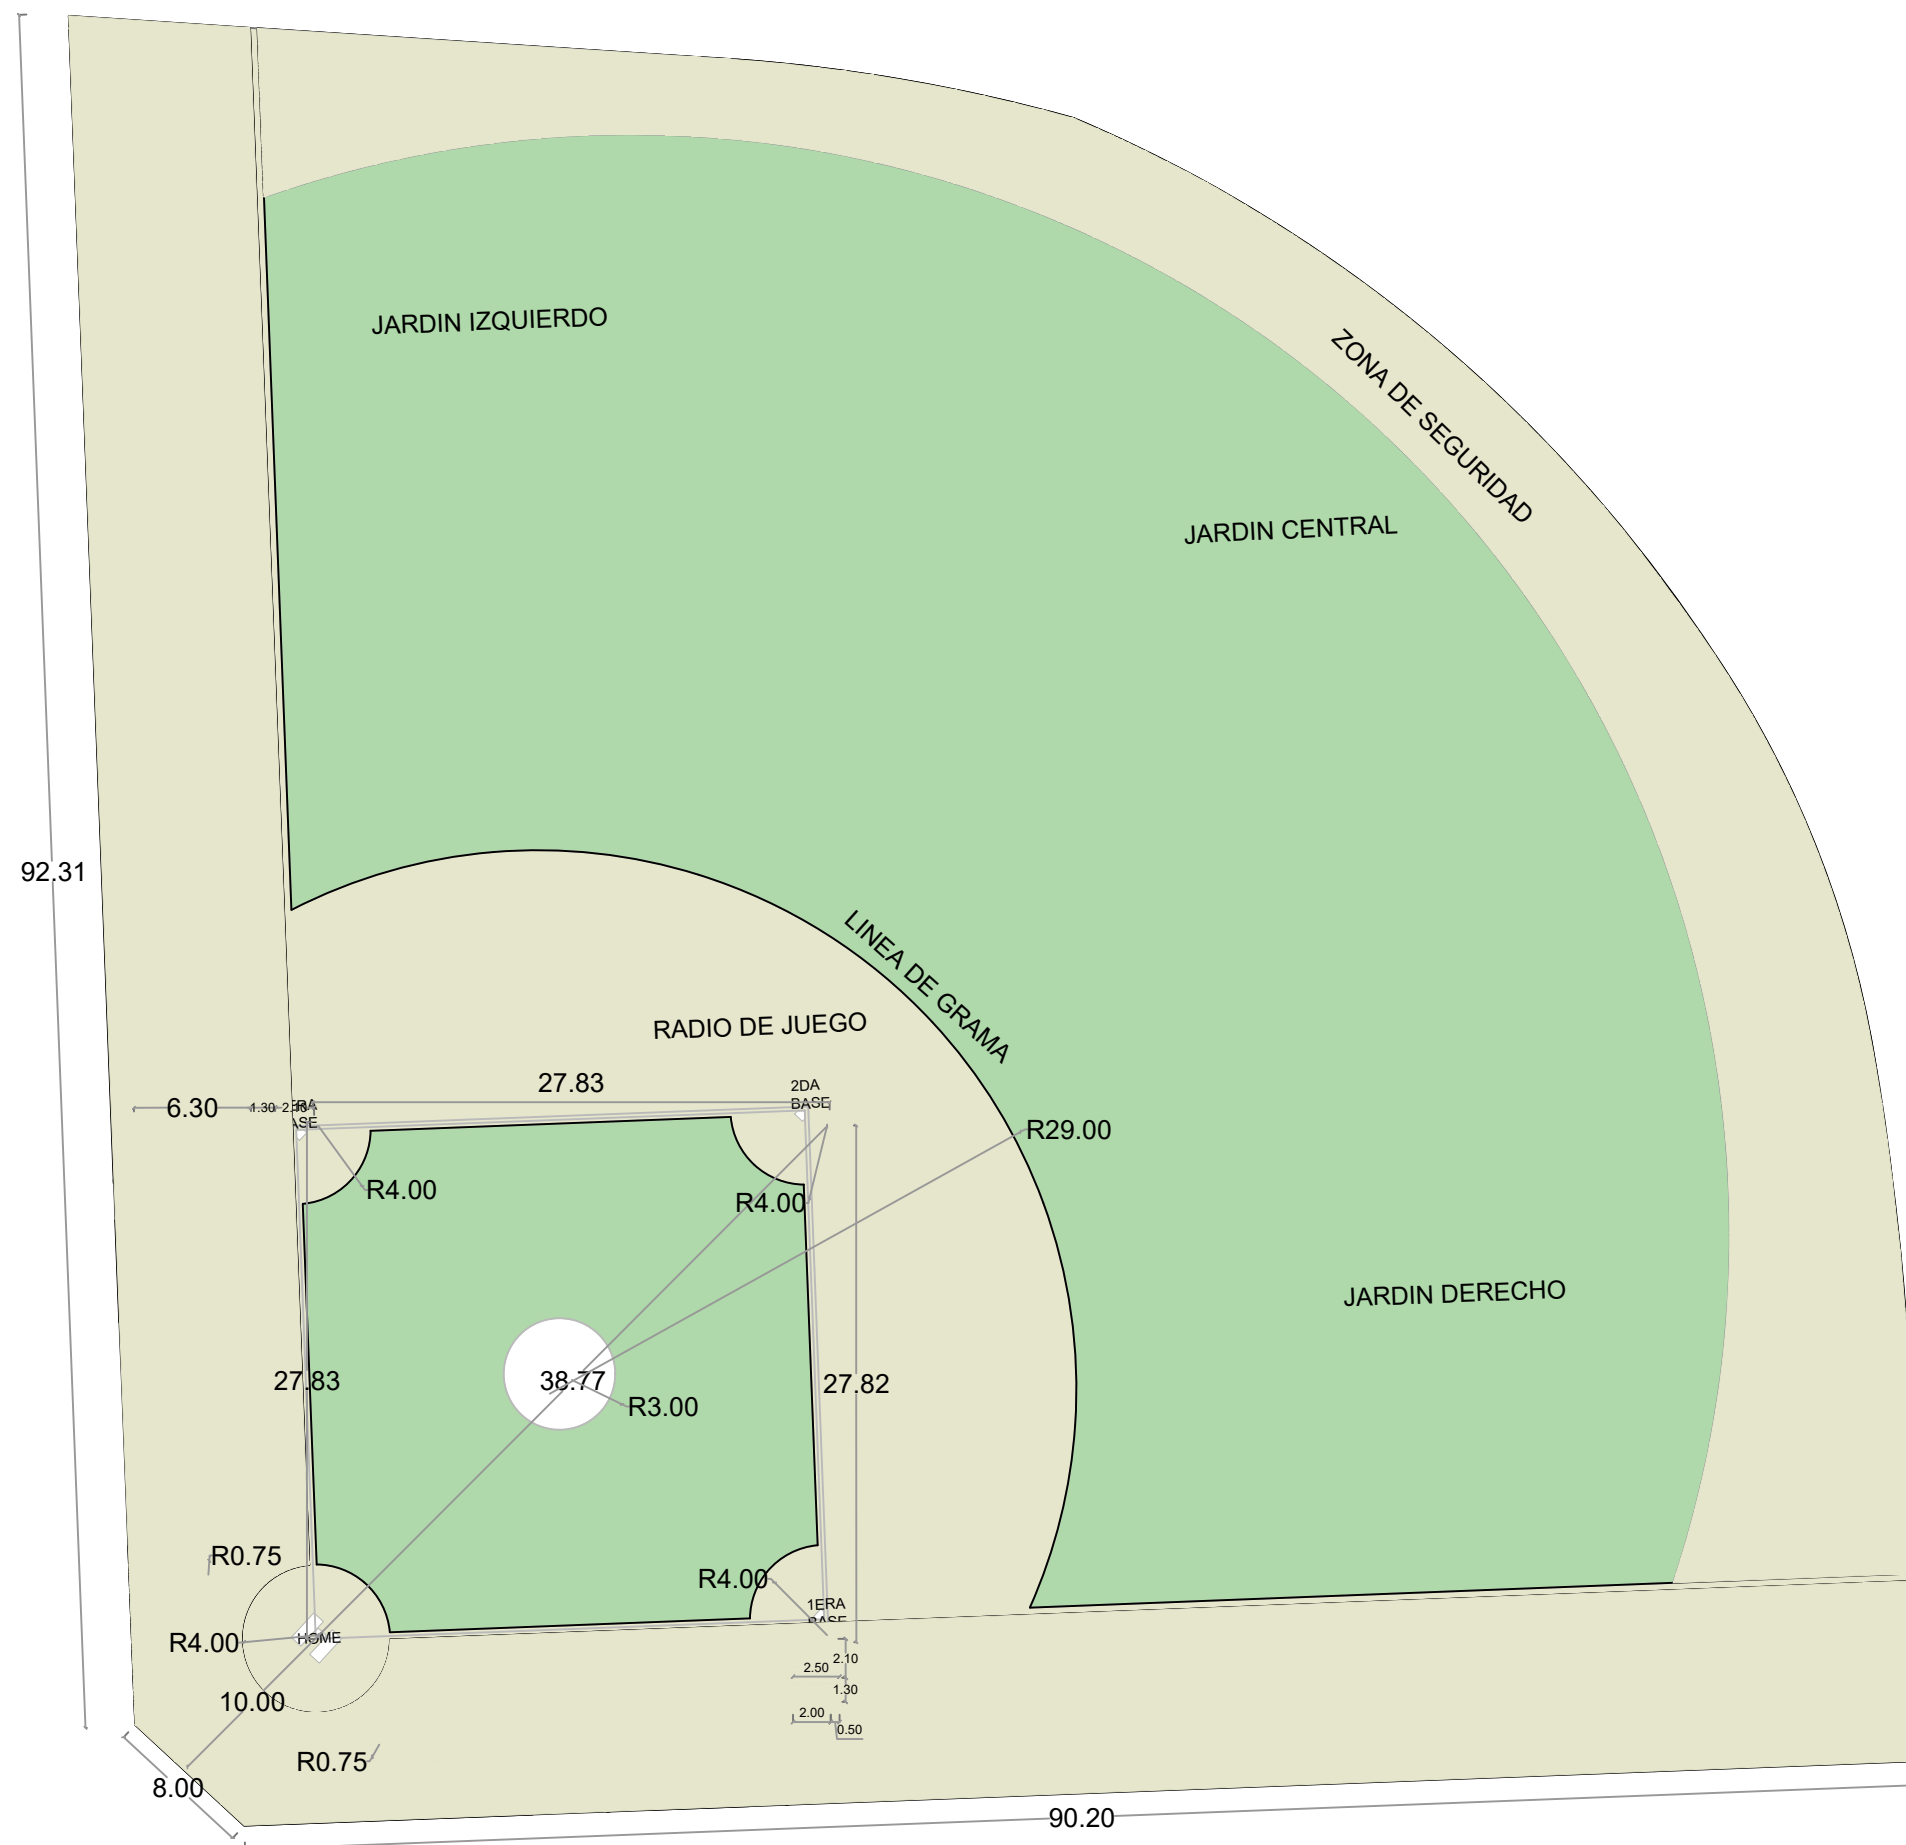 JARDIN IZQUIERDO
ZONA DE SEGURIDAD
JARDIN CENTRAL
92.31
LINEA DE GRAMA
RADIO DE JUEGO
27.83
2DA
BASE
6.30
1.30
R29.00
R4.00
R4.00
JARDIN DERECHO
27.83
38.77
27.82
R3.00
R0.75
R4.00
1ERA
BASE
HOME
R4.00
2.10
2.50
1.30
10.00
2.00
0.50
R0.75
8.00
90.20